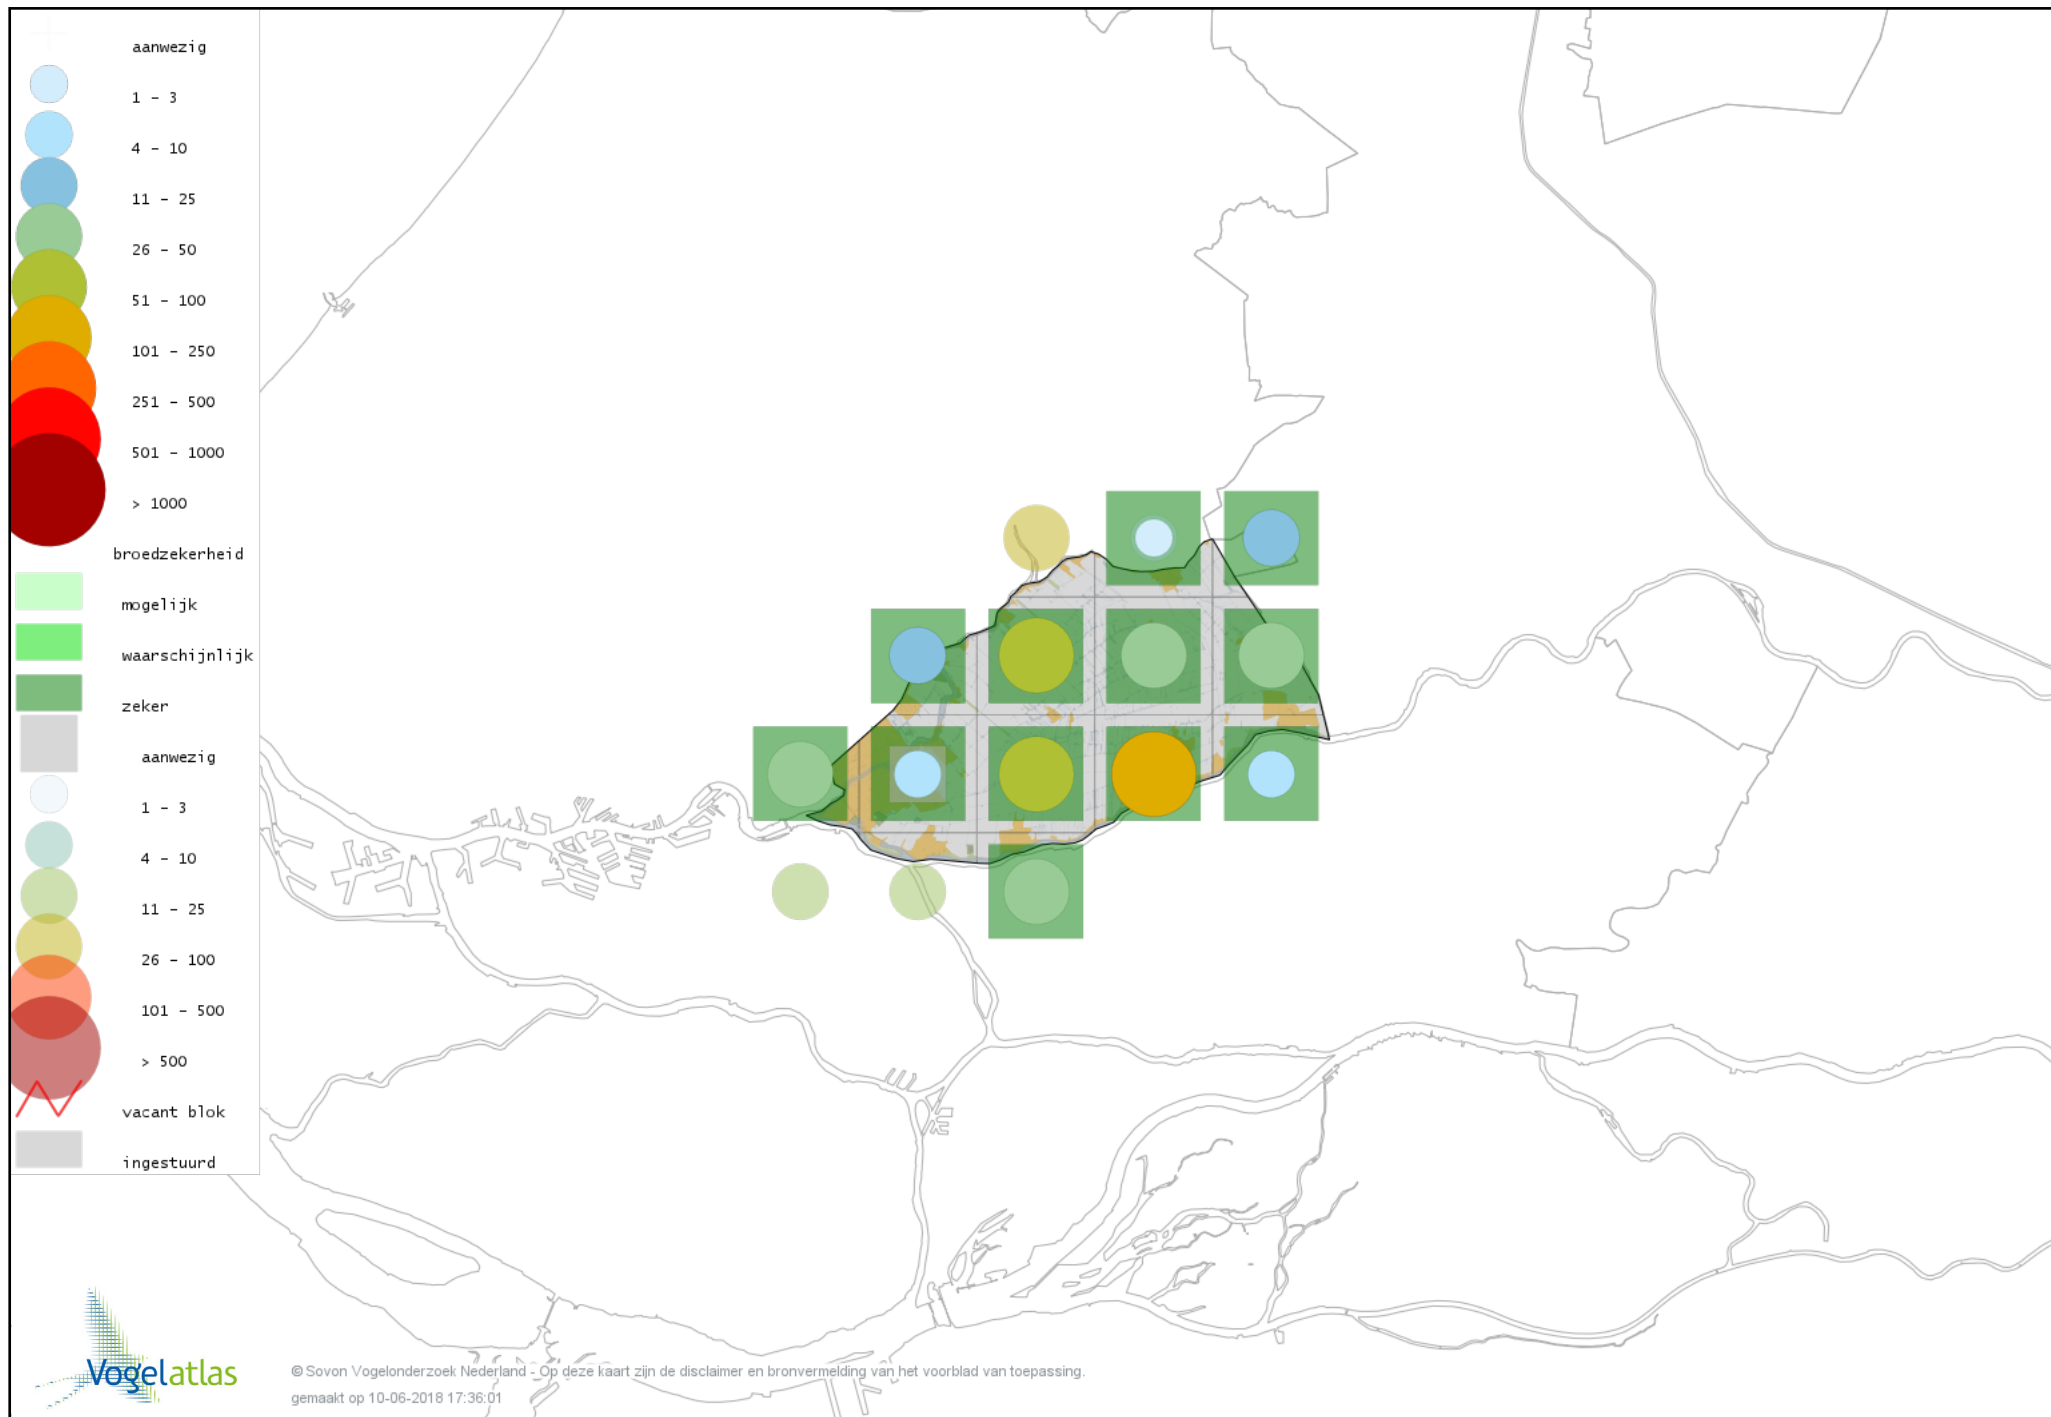 aanwezig
1 - 3
4 - 10
11 - 25
26 - 50
51 - 100
101 - 250
251 - 500
501 - 1000
> 1000
broedzekerheid
mogelijk
waarschijnlijk
zeker
aanwezig
1 - 3
4 - 10
11 - 25
26 - 100
101 - 500
> 500
vacant blok
ingestuurd
Vogelatlas
© Sovon Vogelonderzoek Nederland - Op deze kaart zijn de disclaimer en bronvermelding van het voorblad van toepassing.
gemaakt op 10-06-2018 17:36:01